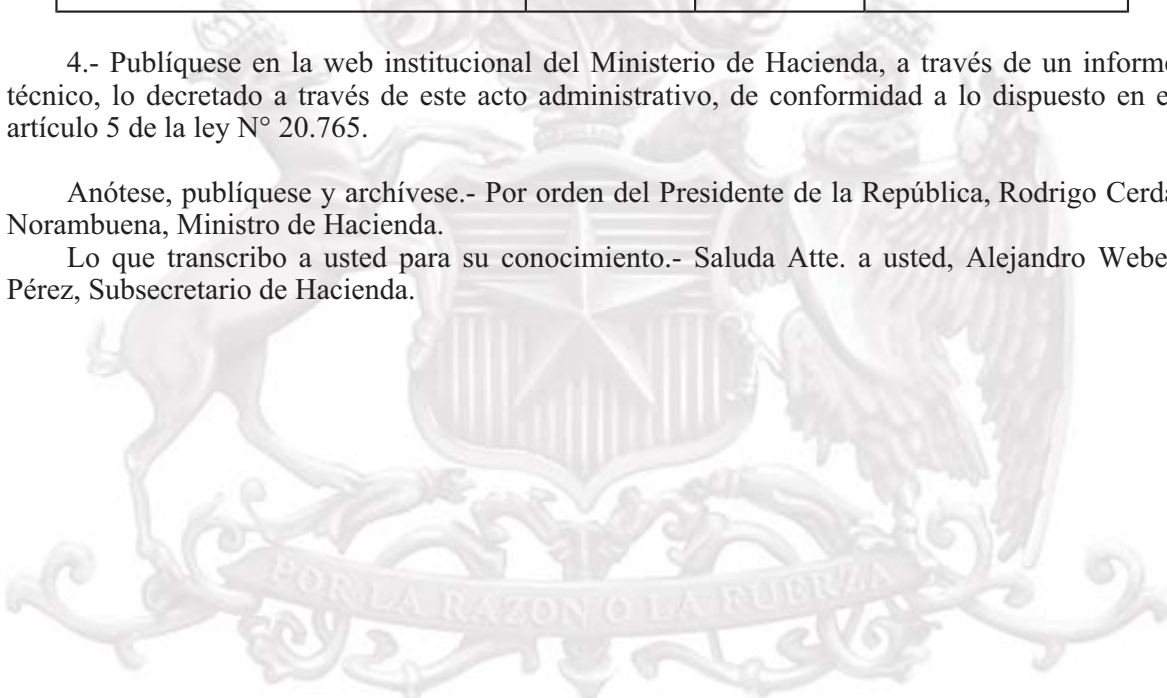 4.- Publíquese en la web institucional del Ministerio de Hacienda, a través de un informe
técnico, lo decretado a través de este acto administrativo, de conformidad a lo dispuesto en e
artículo 5 de la ley N° 20.765.
Anótese, publíquese y archívese.- Por orden del Presidente de la República, Rodrigo Cerda
Norambuena, Ministro de Hacienda.
Lo que transcribo a usted para su conocimiento.- Saluda Atte. a usted, Alejandro Webe
Pérez, Subsecretario de Hacienda.
POR LA RAZON O LA FUERZA